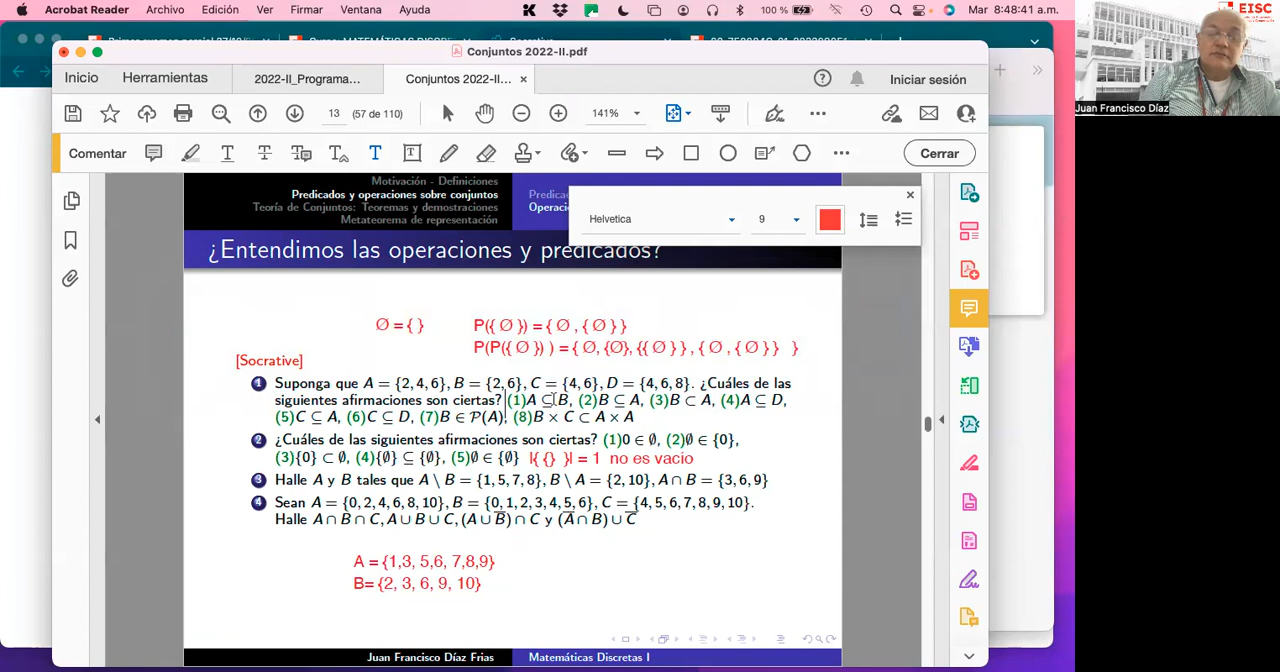 Acrobat Reader Archivo Edición Ver Firmar Ventana Ayuda 100 % Mar 8:48:41 a.m.
EISC
Conjuntos 2022-II.pdf
Inicio Herramientas 2022-II_Programa... Conjuntos 2022-II... × Iniciar sesión
13 (57 de 110) 141%
Juan Francisco Díaz
Comentar Cerrar
Motivación - Definiciones
Predicados y operaciones sobre conjuntos
Teoría de Conjuntos: Teoremas y demostraciones
Metateorema de representación
Helvetica 9
¿Entendimos las operaciones y predicados?
Ø = { } P({ Ø }) = { Ø , { Ø } }
P(P({ Ø }) ) = { Ø, {Ø}, {{ Ø } } , { Ø , { Ø } } }
[Socrative]
1 Suponga que A = {2, 4, 6}, B = {2, 6}, C = {4, 6}, D = {4, 6, 8}. ¿Cuáles de las
siguientes afirmaciones son ciertas? (1)A ⊆ B, (2)B ⊆ A, (3)B ⊂ A, (4)A ⊆ D,
(5)C ⊆ A, (6)C ⊆ D, (7)B ∈ P(A), (8)B × C ⊂ A × A
2 ¿Cuáles de las siguientes afirmaciones son ciertas? (1)0 ∈ ∅, (2)∅ ∈ {0},
(3){0} ⊂ ∅, (4){∅} ⊆ {∅}, (5)∅ ∈ {∅} |{ {} }| = 1 no es vacio
3 Halle A y B tales que A \ B = {1, 5, 7, 8}, B \ A = {2, 10}, A ∩ B = {3, 6, 9}
4 Sean A = {0, 2, 4, 6, 8, 10}, B = {0, 1, 2, 3, 4, 5, 6}, C = {4, 5, 6, 7, 8, 9, 10}.
Halle A ∩ B ∩ C, A ∪ B ∪ C, (A ∪ B̅) ∩ C y (A̅ ∩ B) ∪ C̅
A = {1,3, 5,6, 7,8,9}
B= {2, 3, 6, 9, 10}
Juan Francisco Díaz Frias Matemáticas Discretas I